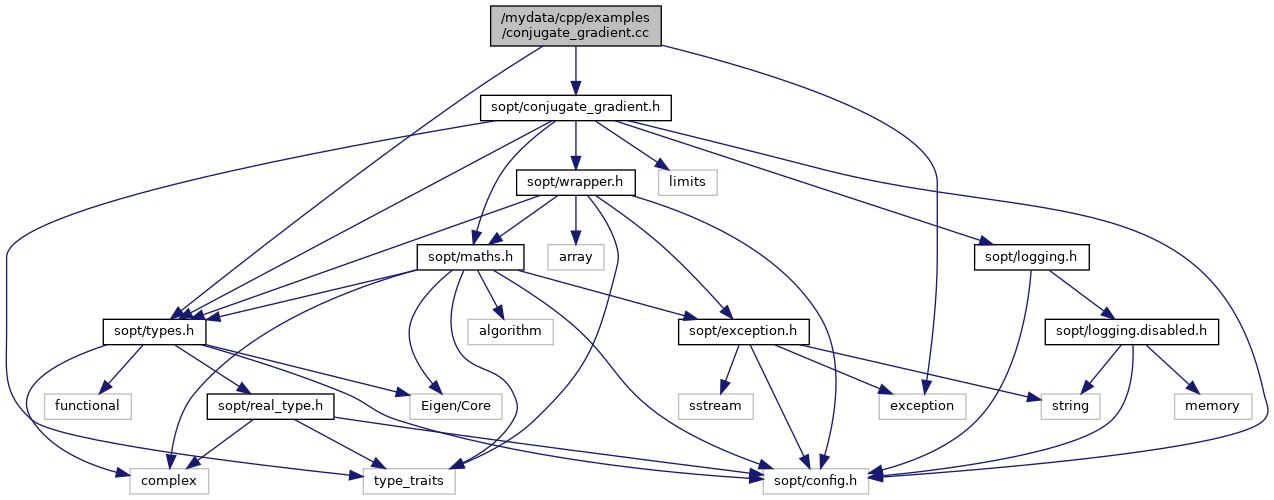 /mydata/cpp/examples
/conjugate_gradient.cc
sopt/conjugate_gradient.h
sopt/wrapper.h
limits
sopt/maths.h
array
sopt/logging.h
sopt/types.h
algorithm
sopt/exception.h
sopt/logging.disabled.h
functional
sopt/real_type.h
Eigen/Core
sstream
exception
string
memory
complex
type_traits
sopt/config.h